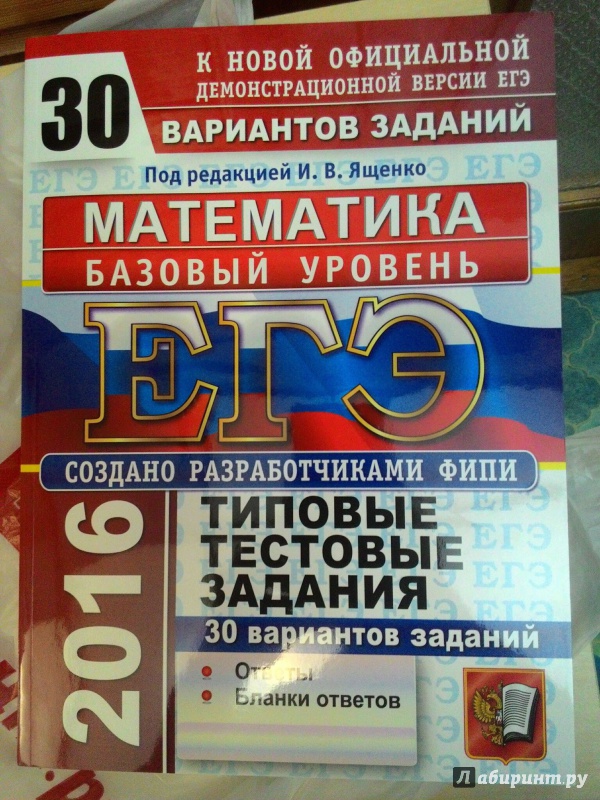 30
К НОВОЙ ОФИЦИАЛЬНОЙ
ДЕМОНСТРАЦИОННОЙ ВЕРСИИ ЕГЭ
ВАРИАНТОВ ЗАДАНИЙ
Под редакцией И. В. Ященко
МАТЕМАТИКА
БАЗОВЫЙ УРОВЕНЬ
ЕГЭ
СОЗДАНО РАЗРАБОТЧИКАМИ ФИПИ
2016
ТИПОВЫЕ
ТЕСТОВЫЕ
ЗАДАНИЯ
30 вариантов заданий
• Ответы
• Бланки ответов
Лабиринт.ру